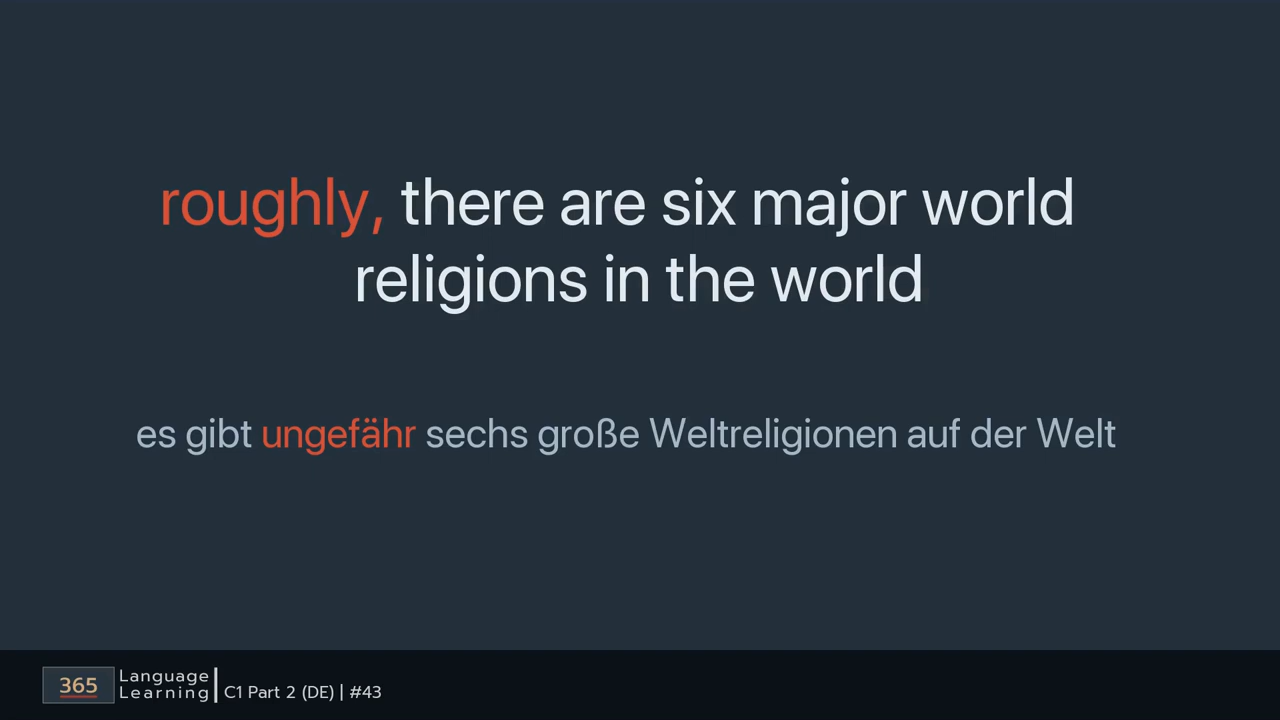 roughly, there are six major world
religions in the world
es gibt ungefähr sechs große Weltreligionen auf der Welt
365 Language
Learning
C1 Part 2 (DE) | #43